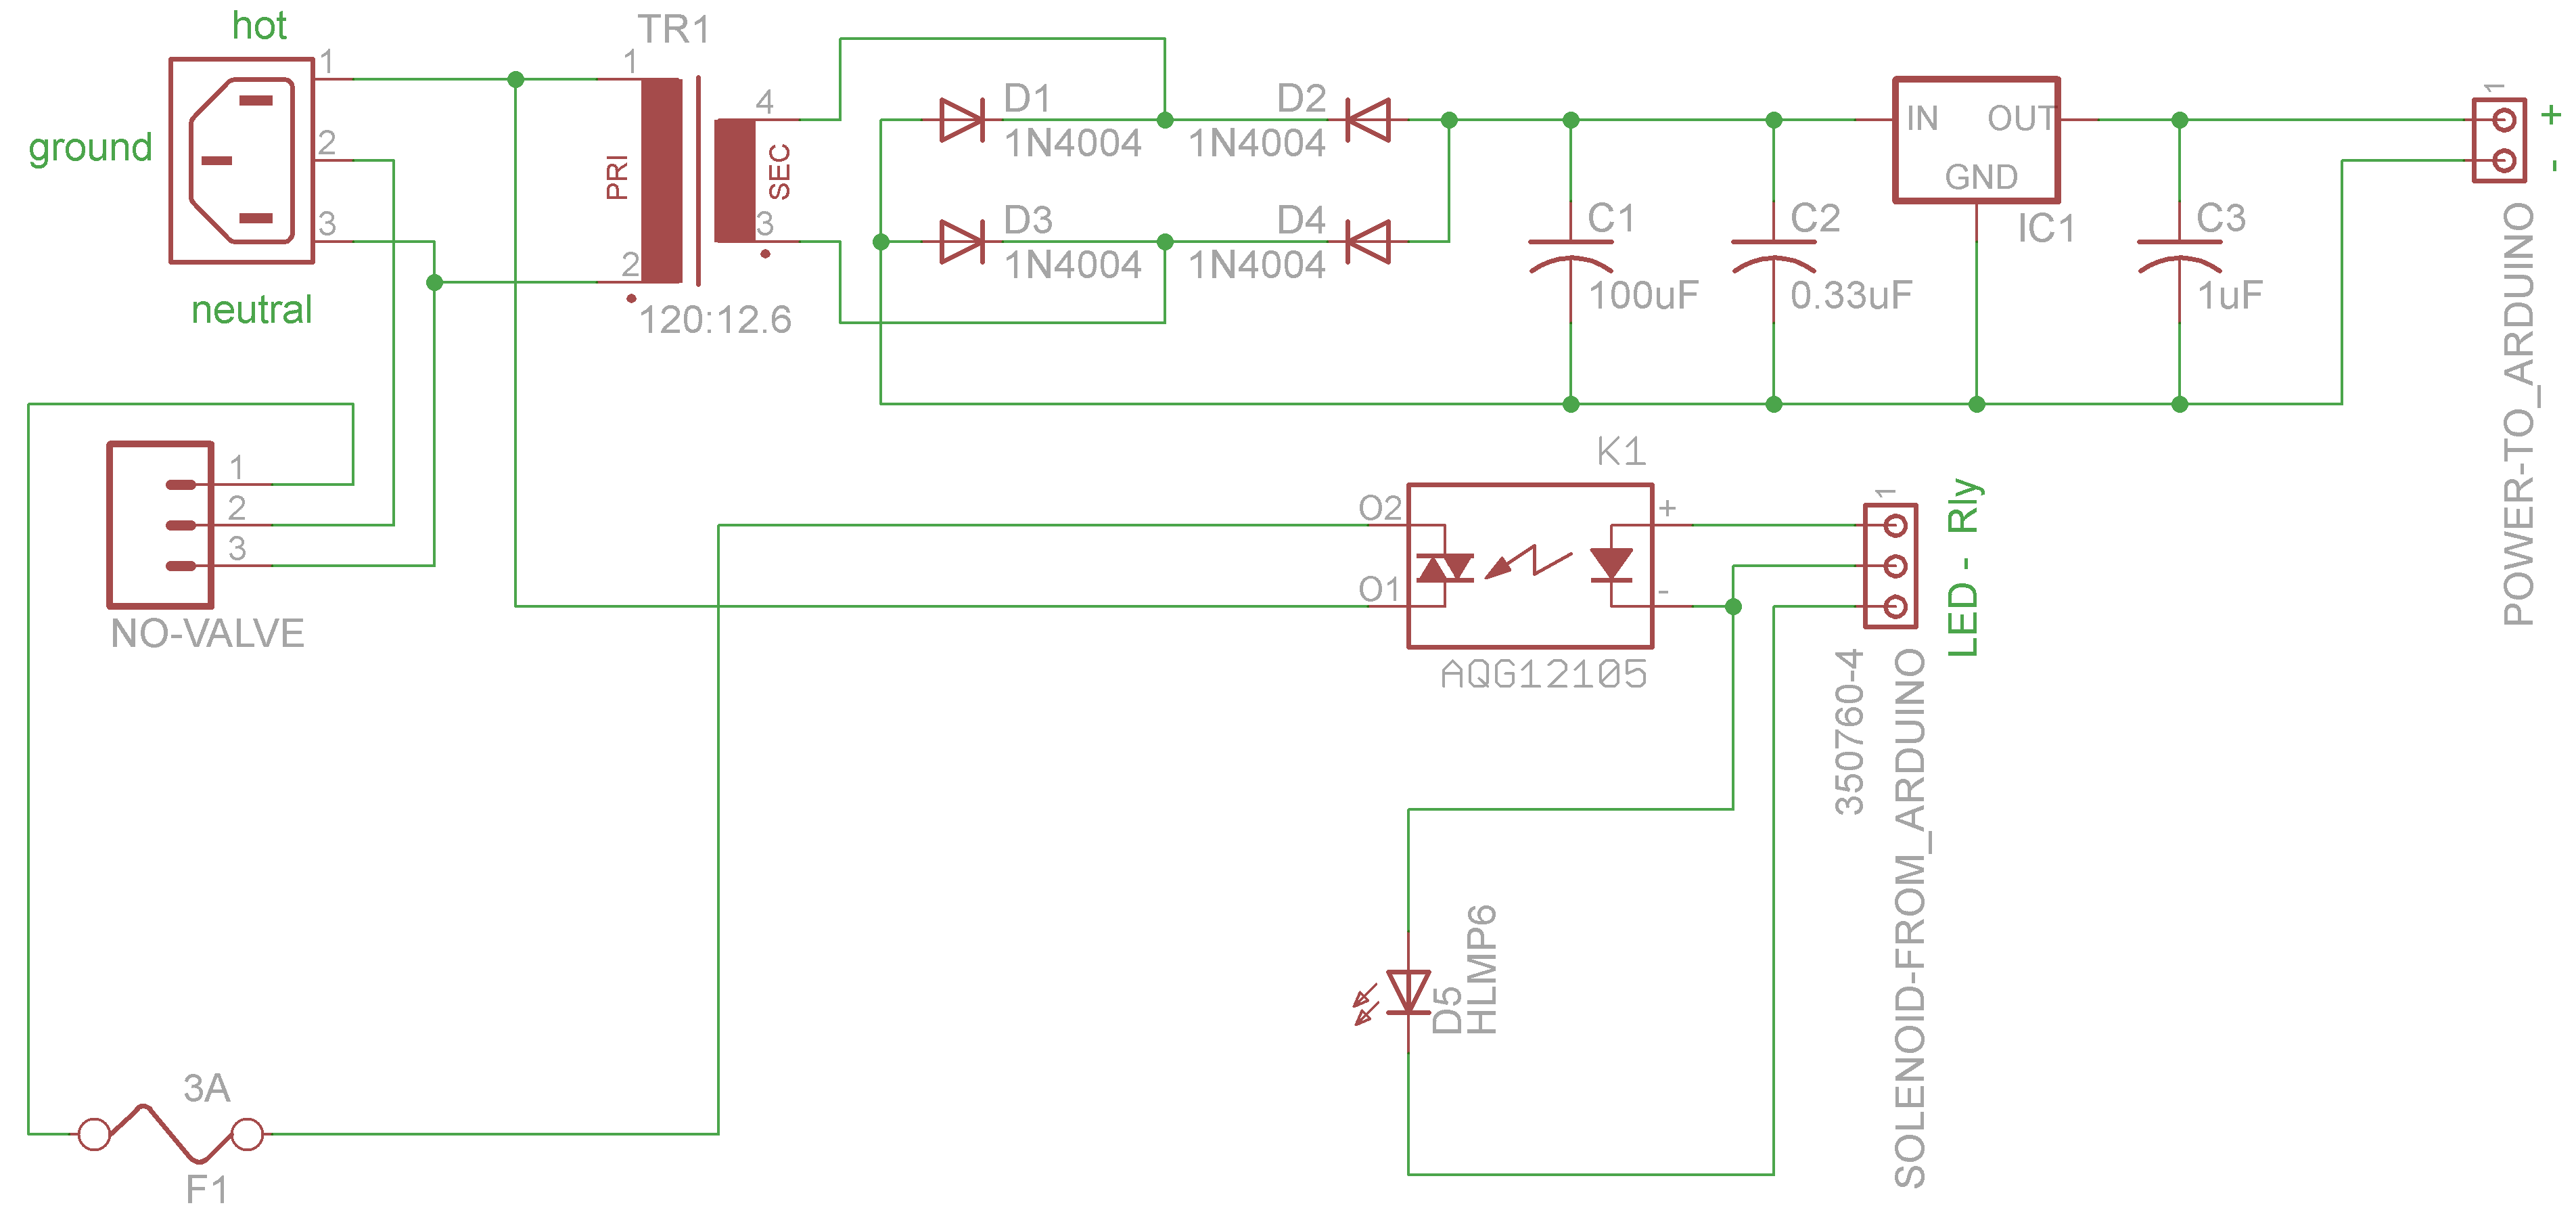 hot
ground
neutral
1
2
3
TR1
1
2
PRI
SEC
4
3
120:12.6
D1
1N4004
D2
1N4004
D3
1N4004
D4
1N4004
C1
100uF
C2
0.33uF
IN
OUT
GND
IC1
C3
1uF
1
+
-
POWER-TO_ARDUINO
1
2
3
NO-VALVE
K1
O2
O1
+
-
AQG12105
1
LED - Rly
350760-4
SOLENOID-FROM_ARDUINO
D5
HLMP6
3A
F1